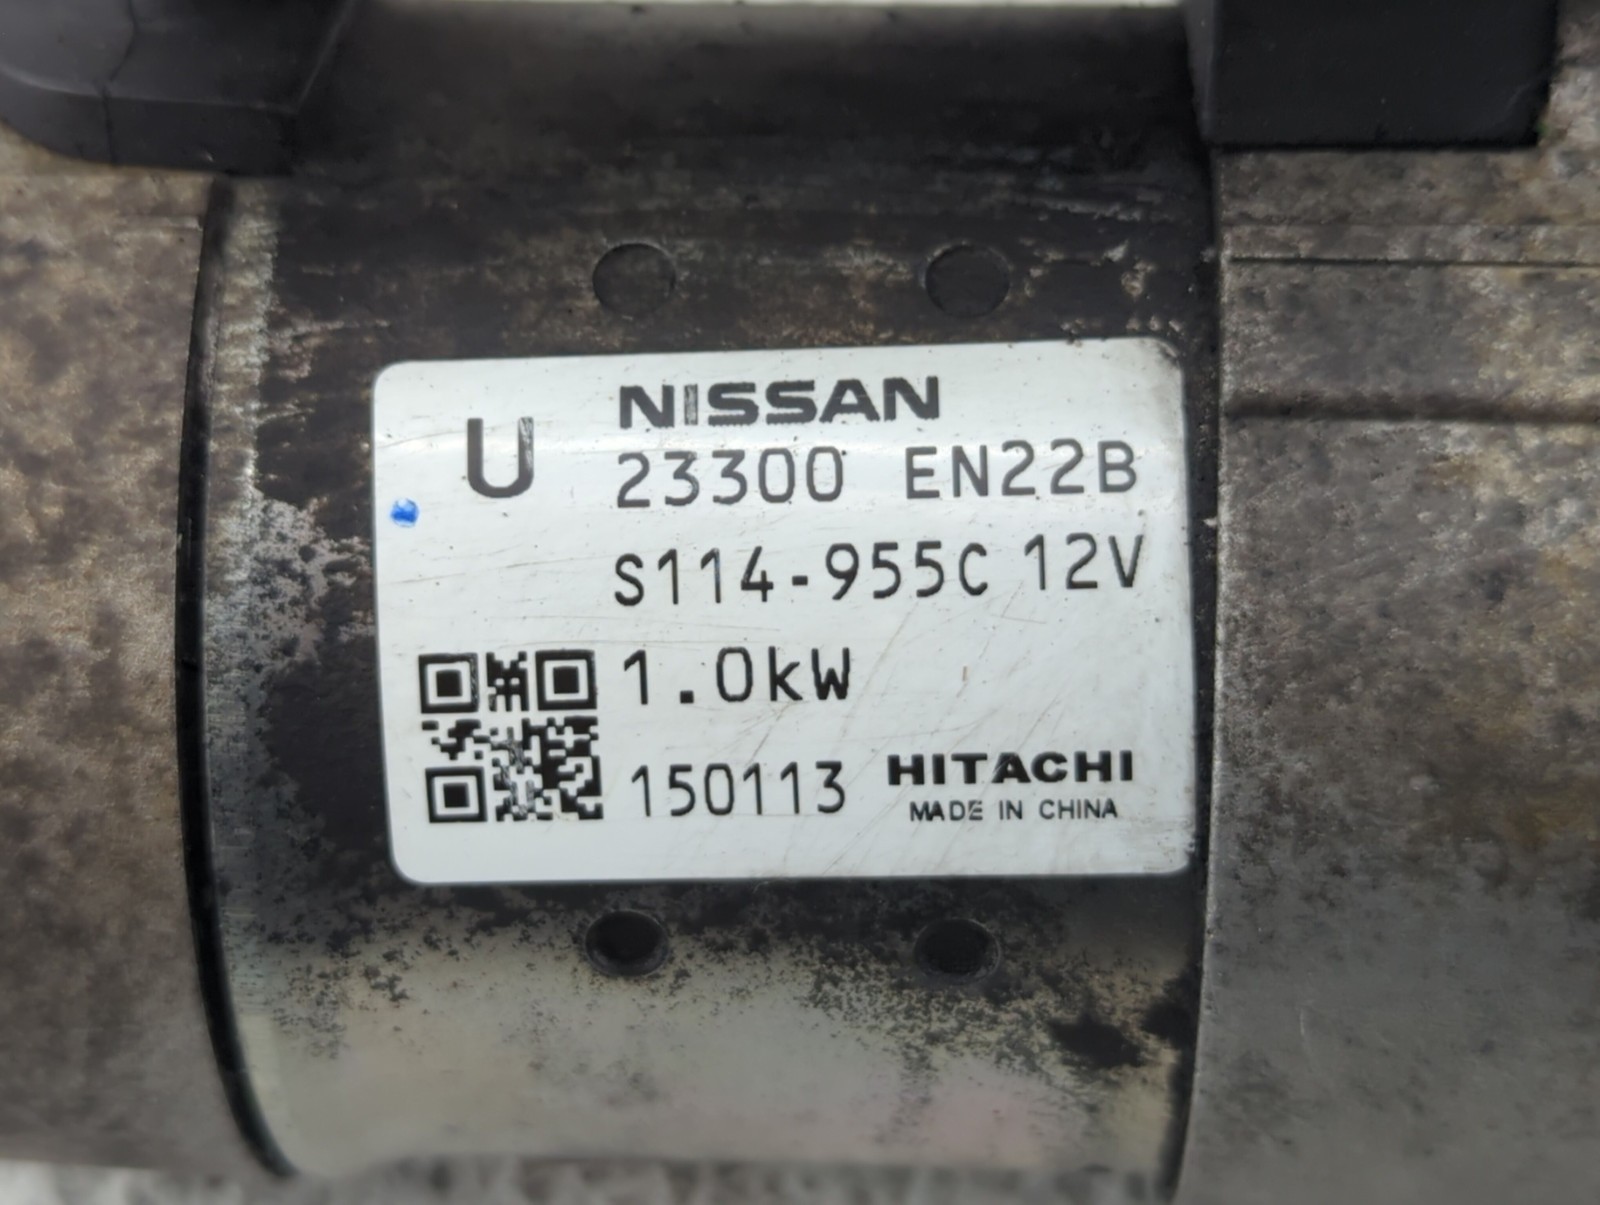 NISSAN
U 23300 EN22B
S114-955C 12V
1.0kW
150113 HITACHI
MADE IN CHINA